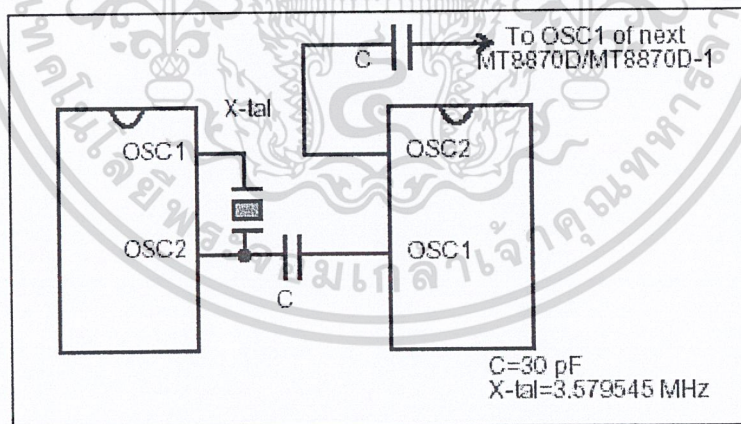 To OSC1 of next
MT8870D/MT8870D-1
C
X-tal
OSC1
OSC2
OSC2
OSC1
C
C=30 pF
X-tal=3.579545 MHz